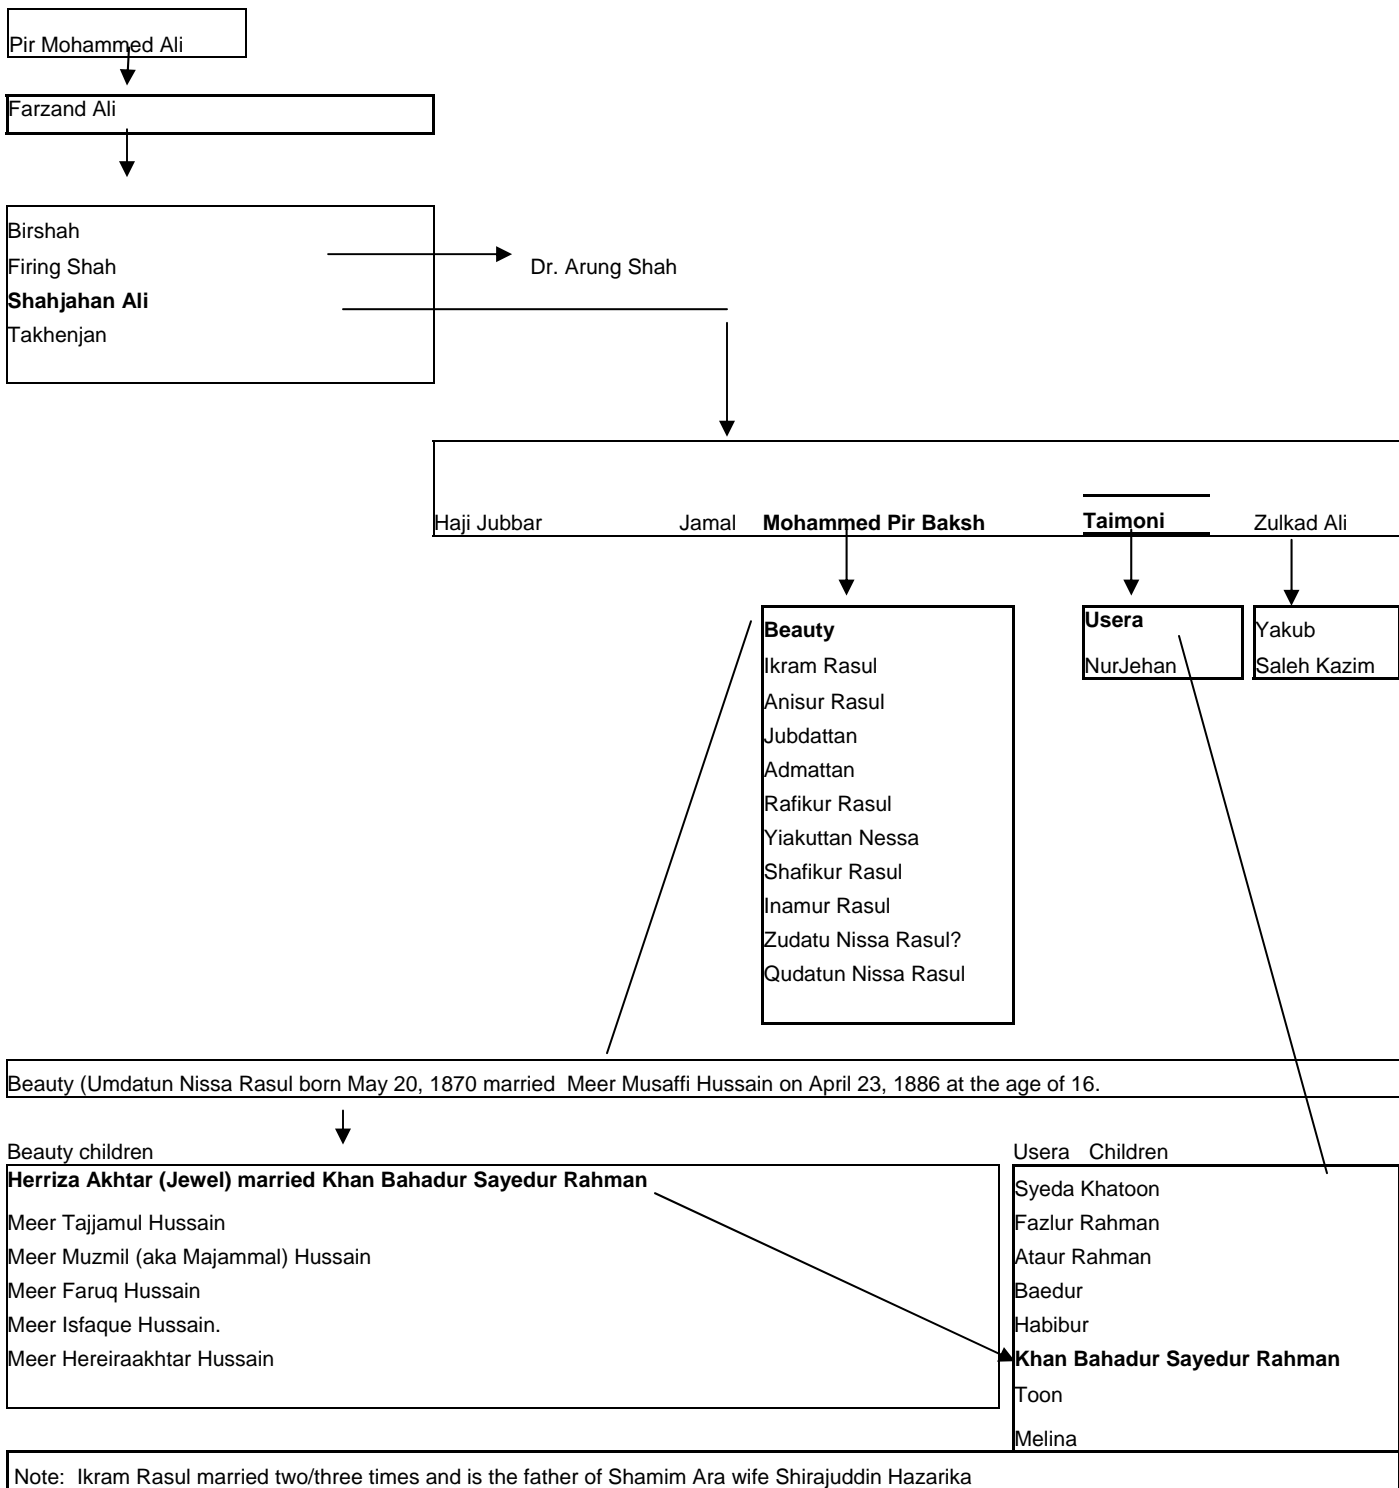 Pir Mohammed Ali
Farzand Ali
Birshah
Firing Shah
Dr. Arung Shah
Shahjahan Ali
Takhenjan
Haji Jubbar Jamal Mohammed Pir Baksh Taimoni Zulkad Ali
Beauty
Ikram Rasul
Anisur Rasul
Jubdattan
Admattan
Rafikur Rasul
Yiakuttan Nessa
Shafikur Rasul
Inamur Rasul
Zudatu Nissa Rasul?
Qudatun Nissa Rasul
Usera
NurJehan
Yakub
Saleh Kazim
Beauty (Umdatun Nissa Rasul born May 20, 1870 married Meer Musaffi Hussain on April 23, 1886 at the age of 16.
Beauty children
Herriza Akhtar (Jewel) married Khan Bahadur Sayedur Rahman
Meer Tajjamul Hussain
Meer Muzmil (aka Majammal) Hussain
Meer Faruq Hussain
Meer Isfaque Hussain.
Meer Hereiraakhtar Hussain
Usera Children
Syeda Khatoon
Fazlur Rahman
Ataur Rahman
Baedur
Habibur
Khan Bahadur Sayedur Rahman
Toon
Melina
Note: Ikram Rasul married two/three times and is the father of Shamim Ara wife Shirajuddin Hazarika